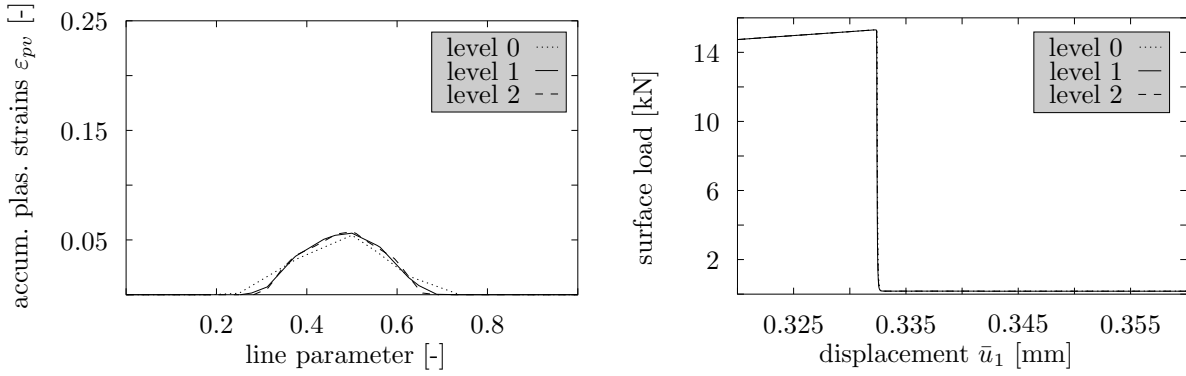 accum. plas. strains εpv [-]
0.25
0.15
0.05
level 0
level 1
level 2
0.2
0.4
0.6
0.8
line parameter [-]
surface load [kN]
14
10
6
2
level 0
level 1
level 2
0.325
0.335
0.345
0.355
displacement ū1 [mm]